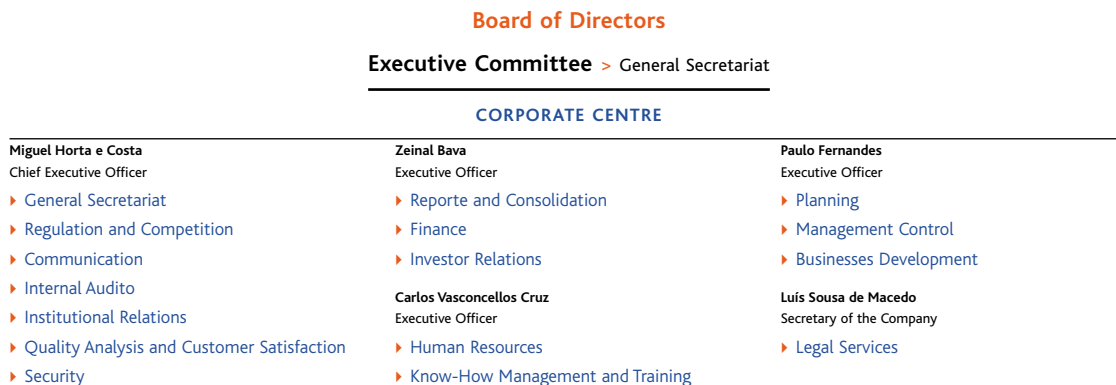 Board of Directors
Executive Committee > General Secretariat
CORPORATE CENTRE
Miguel Horta e Costa
Chief Executive Officer
General Secretariat
Regulation and Competition
Communication
Internal Audito
Institutional Relations
Quality Analysis and Customer Satisfaction
Security
Zeinal Bava
Executive Officer
Reporte and Consolidation
Finance
Investor Relations
Carlos Vasconcellos Cruz
Executive Officer
Human Resources
Know-How Management and Training
Paulo Fernandes
Executive Officer
Planning
Management Control
Businesses Development
Luís Sousa de Macedo
Secretary of the Company
Legal Services